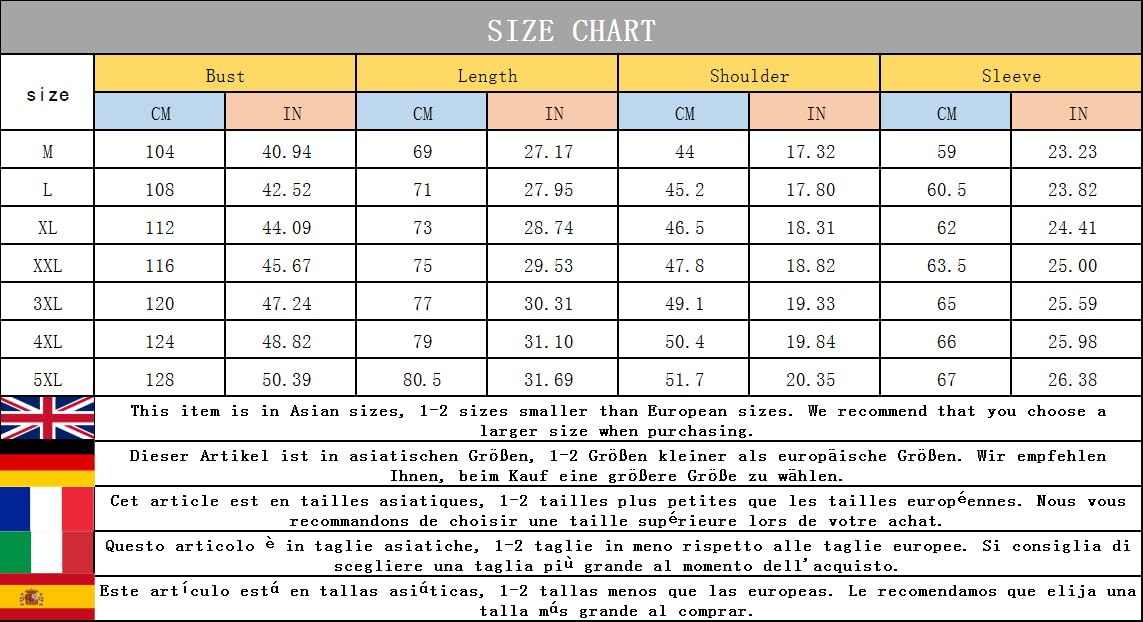 SIZE CHART
size Bust Length Shoulder Sleeve
CM IN CM IN CM IN CM IN
M 104 40.94 69 27.17 44 17.32 59 23.23
L 108 42.52 71 27.95 45.2 17.80 60.5 23.82
XL 112 44.09 73 28.74 46.5 18.31 62 24.41
XXL 116 45.67 75 29.53 47.8 18.82 63.5 25.00
3XL 120 47.24 77 30.31 49.1 19.33 65 25.59
4XL 124 48.82 79 31.10 50.4 19.84 66 25.98
5XL 128 50.39 80.5 31.69 51.7 20.35 67 26.38
This item is in Asian sizes, 1-2 sizes smaller than European sizes. We recommend that you choose a
larger size when purchasing.
Dieser Artikel ist in asiatischen Größen, 1-2 Größen kleiner als europäische Größen. Wir empfehlen
Ihnen, beim Kauf eine größere Größe zu wählen.
Cet article est en tailles asiatiques, 1-2 tailles plus petites que les tailles européennes. Nous vous
recommandons de choisir une taille supérieure lors de votre achat.
Questo articolo è in taglie asiatiche, 1-2 taglie in meno rispetto alle taglie europee. Si consiglia di
scegliere una taglia più grande al momento dell'acquisto.
Este artículo está en tallas asiáticas, 1-2 tallas menos que las europeas. Le recomendamos que elija una
talla más grande al comprar.